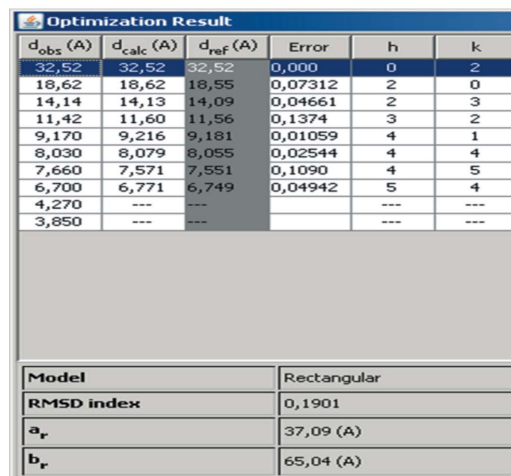 Optimization Result
dobs (A) dcalc (A) dref (A) Error h k
32,52 32,52 32,52 0,000 0 2
18,62 18,62 18,55 0,07312 2 0
14,14 14,13 14,09 0,04661 2 3
11,42 11,60 11,56 0,1374 3 2
9,170 9,216 9,181 0,01059 4 1
8,030 8,079 8,055 0,02544 4 4
7,660 7,571 7,551 0,1090 4 5
6,700 6,771 6,749 0,04942 5 4
4,270 --- --- --- ---
3,850 --- --- --- ---
Model Rectangular
RMSD index 0,1901
ar 37,09 (A)
br 65,04 (A)